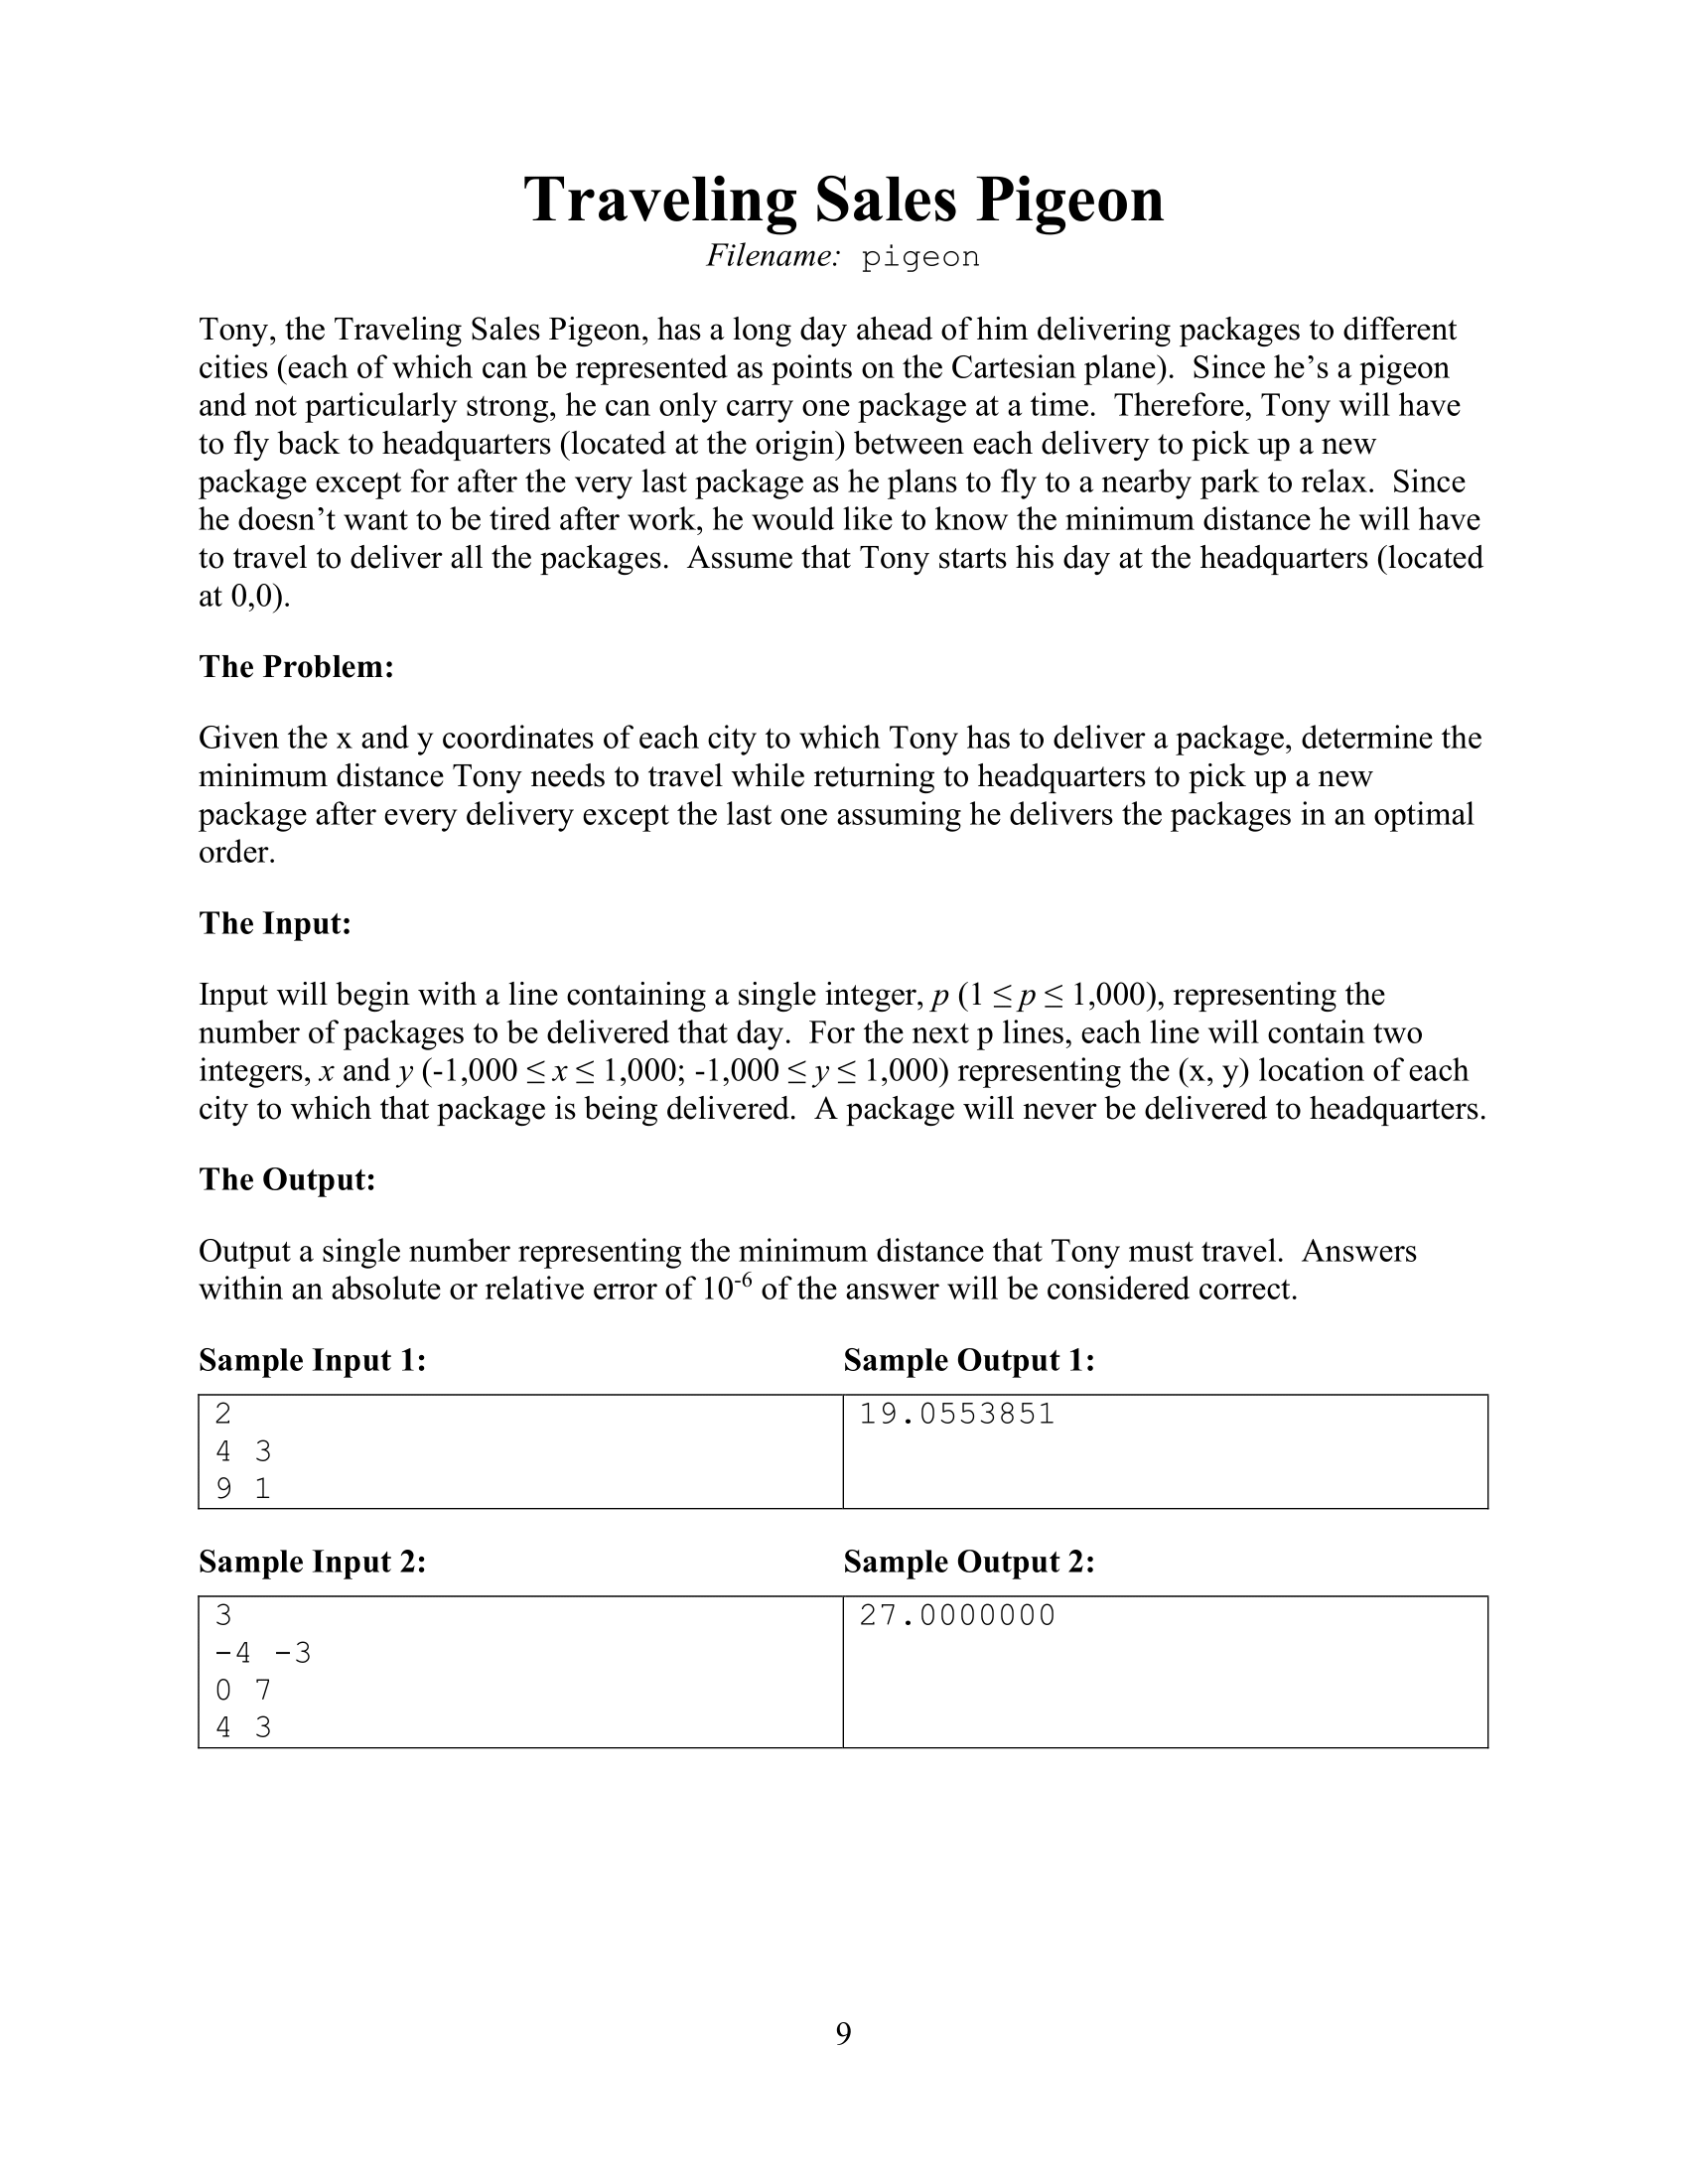 Traveling Sales Pigeon
Filename: pigeon
Tony, the Traveling Sales Pigeon, has a long day ahead of him delivering packages to different
cities (each of which can be represented as points on the Cartesian plane).  Since he’s a pigeon
and not particularly strong, he can only carry one package at a time.  Therefore, Tony will have
to fly back to headquarters (located at the origin) between each delivery to pick up a new
package except for after the very last package as he plans to fly to a nearby park to relax.  Since
he doesn’t want to be tired after work, he would like to know the minimum distance he will have
to travel to deliver all the packages.  Assume that Tony starts his day at the headquarters (located
at 0,0).
The Problem:
Given the x and y coordinates of each city to which Tony has to deliver a package, determine the
minimum distance Tony needs to travel while returning to headquarters to pick up a new
package after every delivery except the last one assuming he delivers the packages in an optimal
order.
The Input:
Input will begin with a line containing a single integer, p (1 ≤ p ≤ 1,000), representing the
number of packages to be delivered that day.  For the next p lines, each line will contain two
integers, x and y (-1,000 ≤ x ≤ 1,000; -1,000 ≤ y ≤ 1,000) representing the (x, y) location of each
city to which that package is being delivered.  A package will never be delivered to headquarters.
The Output:
Output a single number representing the minimum distance that Tony must travel.  Answers
within an absolute or relative error of 10⁻⁶ of the answer will be considered correct.
Sample Input 1: Sample Output 1:
2 19.0553851
4 3
9 1
Sample Input 2: Sample Output 2:
3 27.0000000
-4 -3
0 7
4 3
9